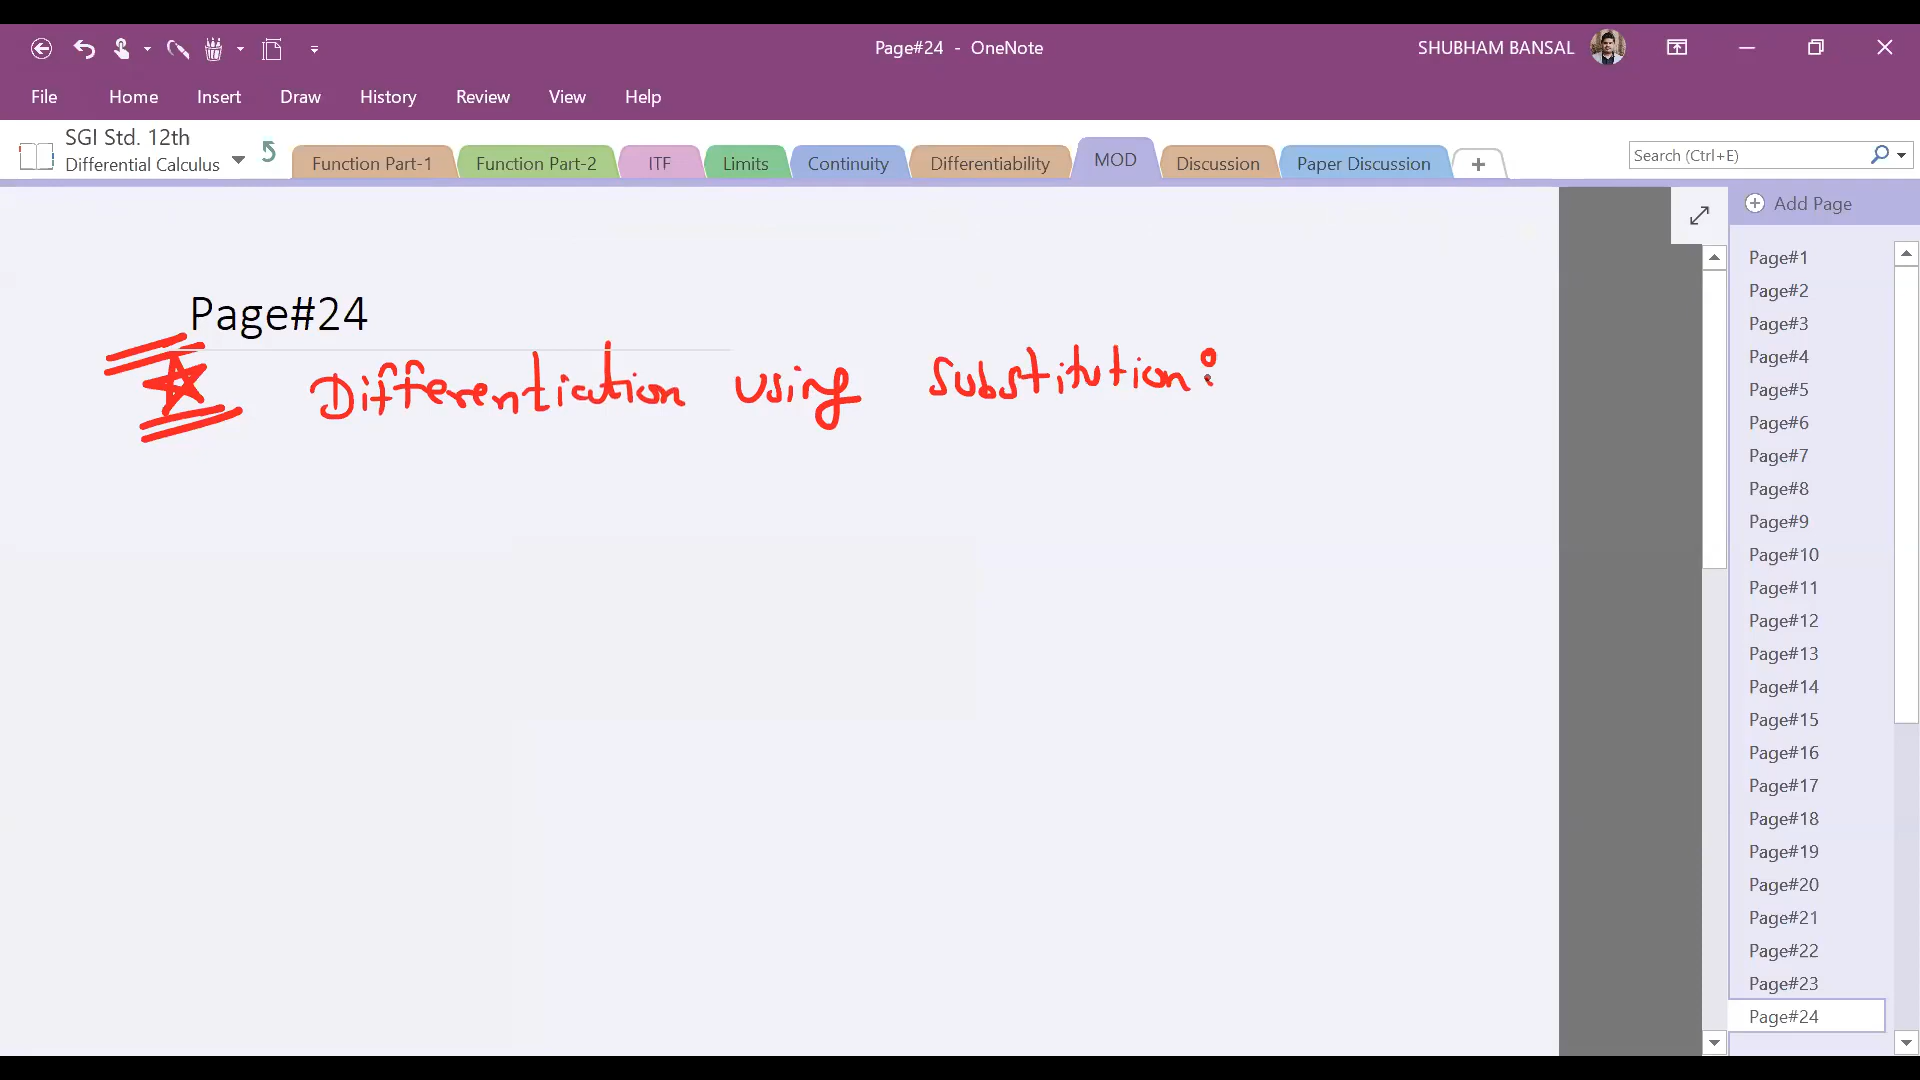 Page#24 - OneNote
SHUBHAM BANSAL
File Home Insert Draw History Review View Help
SGI Std. 12th
Differential Calculus
Function Part-1 Function Part-2 ITF Limits Continuity Differentiability MOD Discussion Paper Discussion +
Search (Ctrl+E)
Add Page
Page#24
Differentiation using substitution:
Page#1
Page#2
Page#3
Page#4
Page#5
Page#6
Page#7
Page#8
Page#9
Page#10
Page#11
Page#12
Page#13
Page#14
Page#15
Page#16
Page#17
Page#18
Page#19
Page#20
Page#21
Page#22
Page#23
Page#24